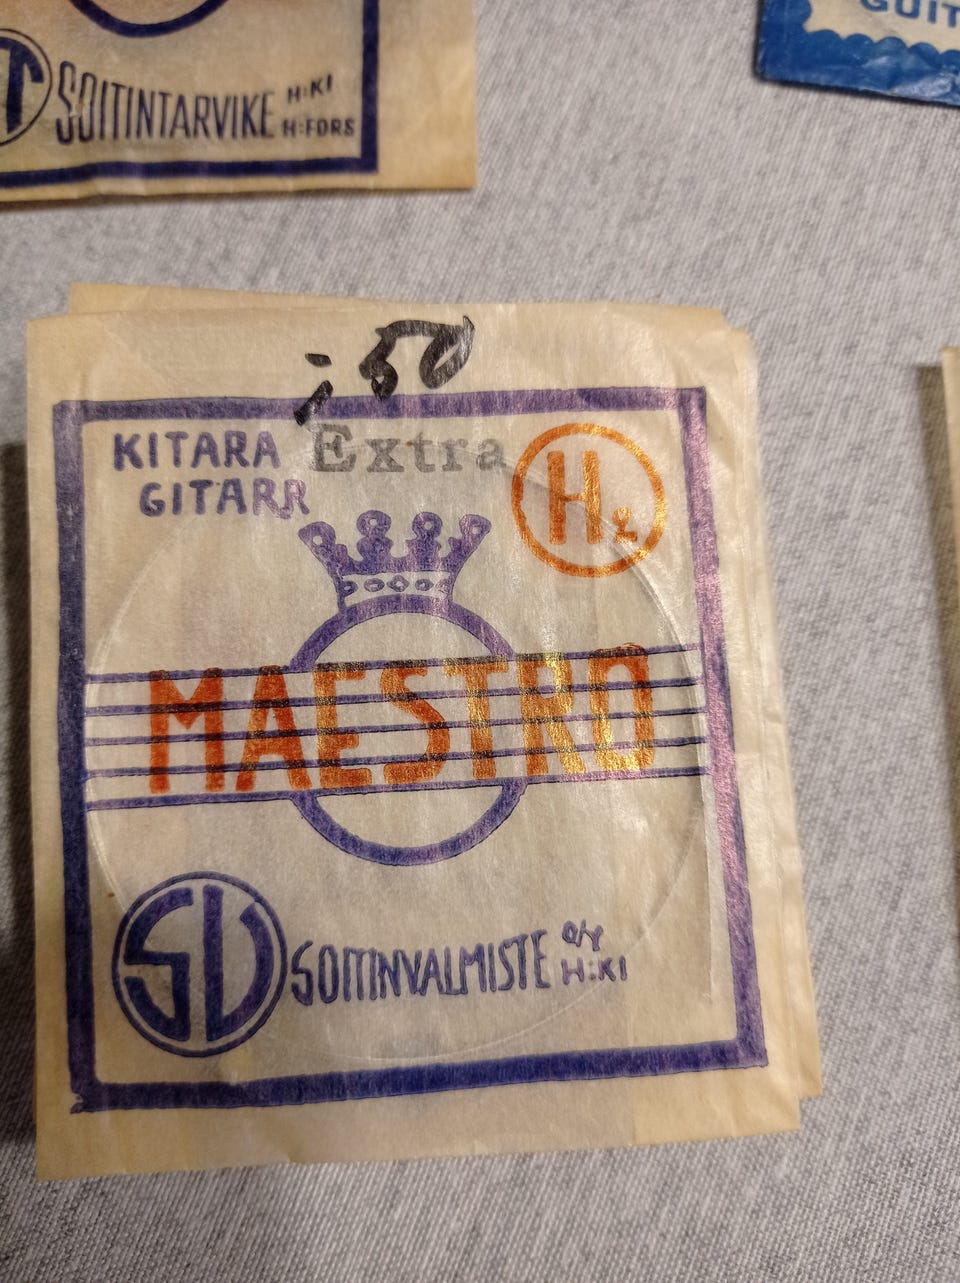 SOITINTARVIKE H:KI
H:FORS
GUIT
;50
KITARA Extra
GITARR
H2
MAESTRO
SV SOITINVALMISTE O/Y
H:KI